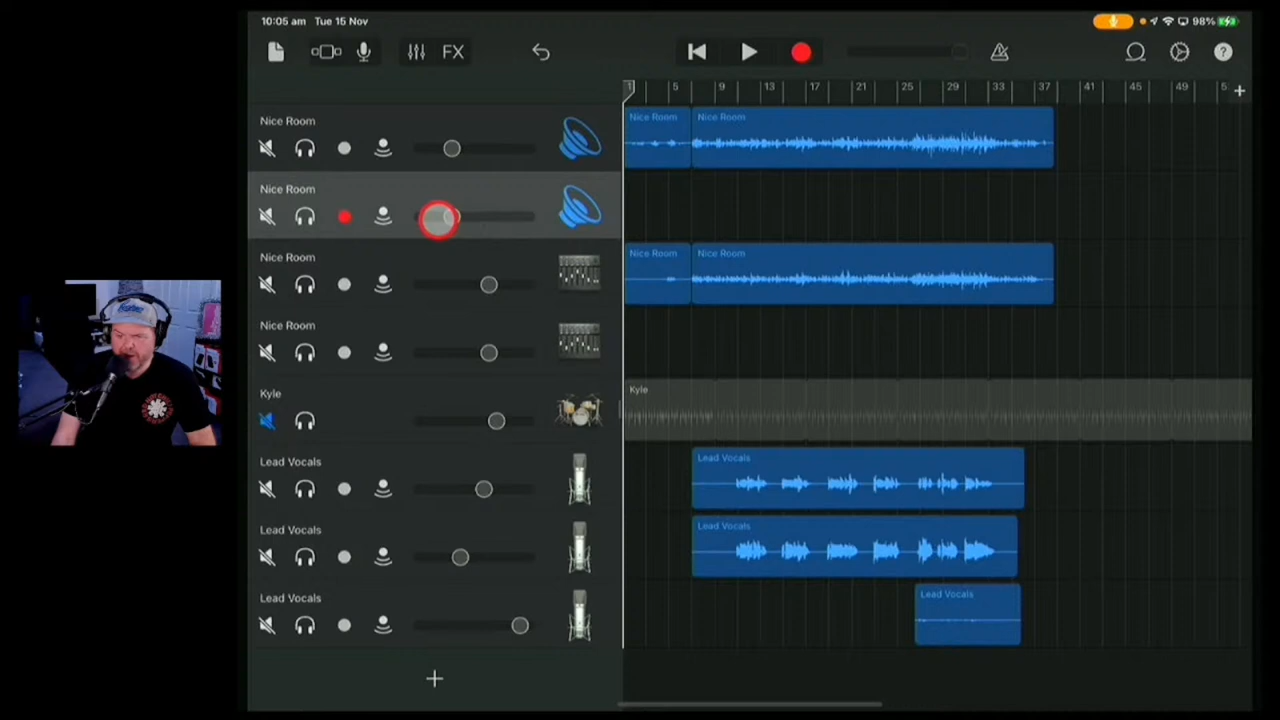 10:05 am Tue 15 Nov
98%
FX
1 5 9 13 17 21 25 29 33 37 41 45 49 5
Nice Room
Nice Room Nice Room
Nice Room
Nice Room
Nice Room Nice Room
Nice Room
Kyle
Kyle
Lead Vocals
Lead Vocals
Lead Vocals
Lead Vocals
Lead Vocals
Lead Vocals